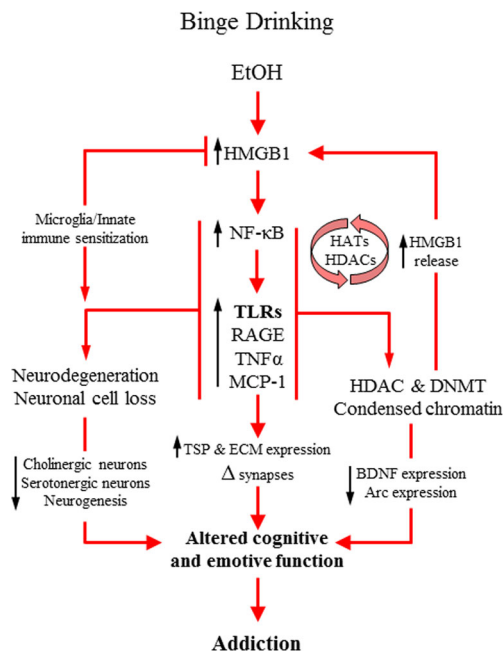 Binge Drinking
EtOH
HMGB1
Microglia/Innate
immune sensitization
NF-κB
HATs
HDACs
HMGB1
release
TLRs
RAGE
TNFα
MCP-1
Neurodegeneration
Neuronal cell loss
HDAC & DNMT
Condensed chromatin
TSP & ECM expression
Δ synapses
Cholinergic neurons
Serotonergic neurons
Neurogenesis
BDNF expression
Arc expression
Altered cognitive
and emotive function
Addiction